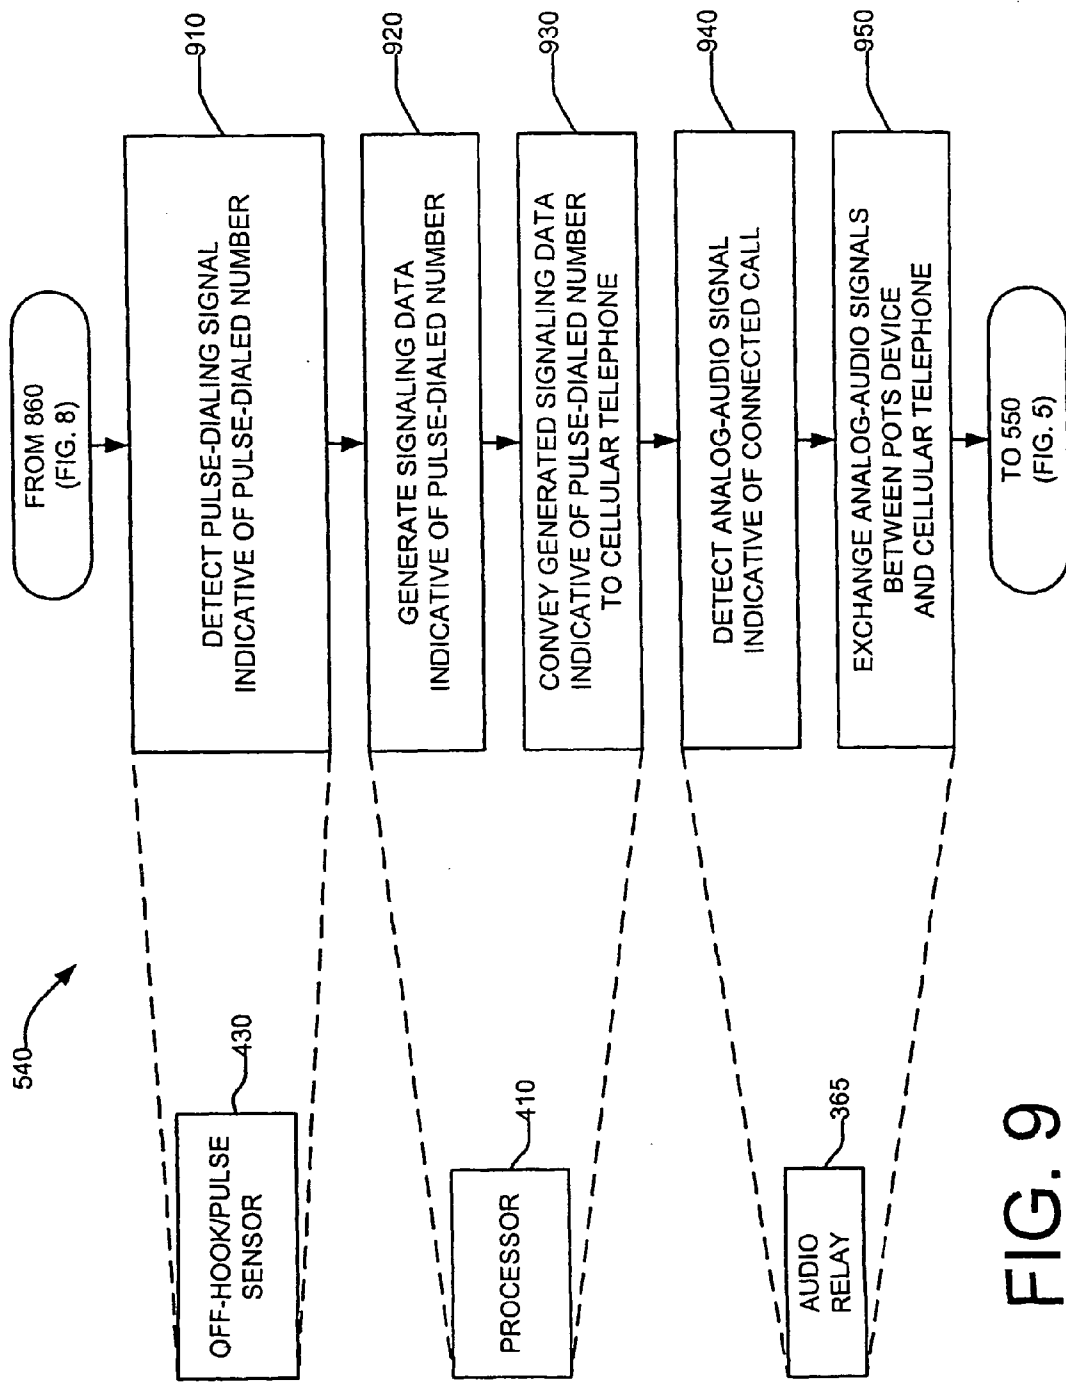 540
FROM 860
(FIG. 8)
910
DETECT PULSE-DIALING SIGNAL
INDICATIVE OF PULSE-DIALED NUMBER
OFF-HOOK/PULSE
SENSOR
430
920
GENERATE SIGNALING DATA
INDICATIVE OF PULSE-DIALED NUMBER
930
CONVEY GENERATED SIGNALING DATA
INDICATIVE OF PULSE-DIALED NUMBER
TO CELLULAR TELEPHONE
PROCESSOR
410
940
DETECT ANALOG-AUDIO SIGNAL
INDICATIVE OF CONNECTED CALL
950
EXCHANGE ANALOG-AUDIO SIGNALS
BETWEEN POTS DEVICE
AND CELLULAR TELEPHONE
AUDIO
RELAY
365
TO 550
(FIG. 5)
FIG. 9